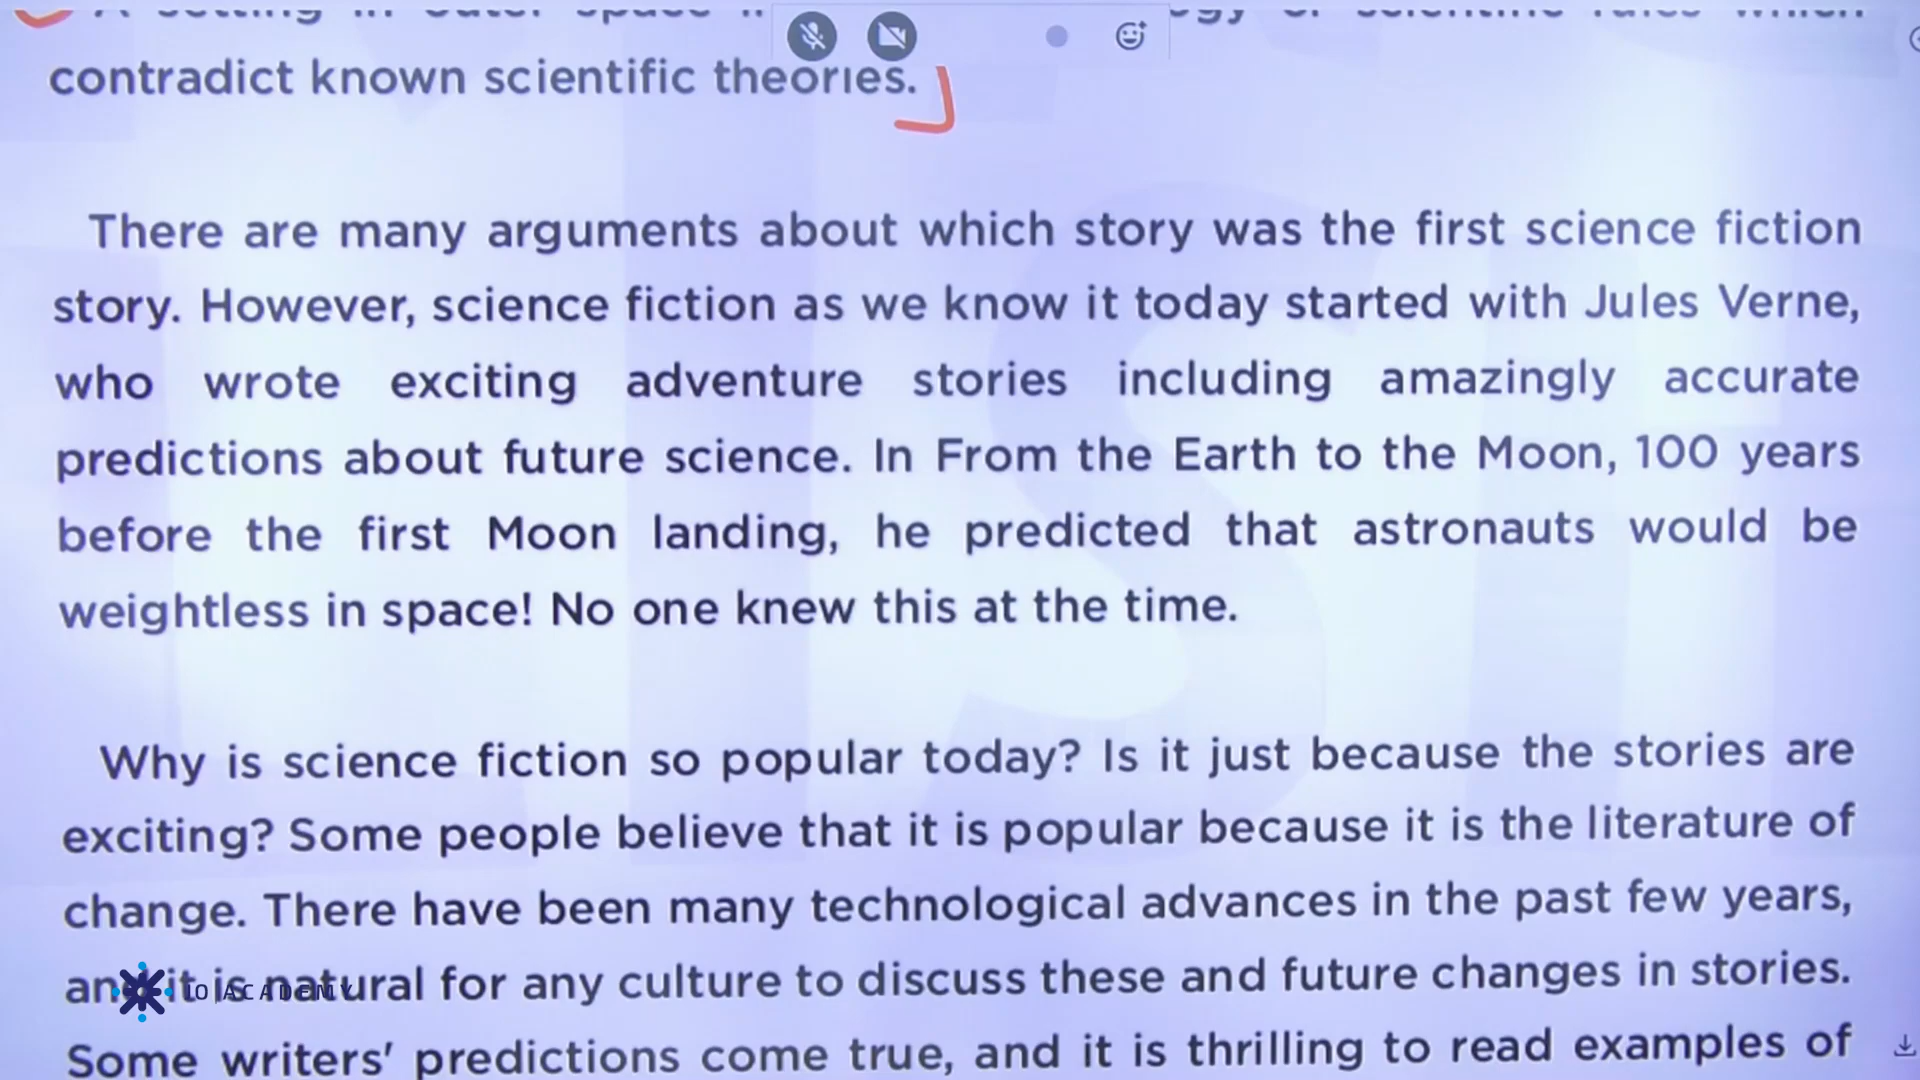 contradict known scientific theories.
There are many arguments about which story was the first science fiction
story. However, science fiction as we know it today started with Jules Verne,
who wrote exciting adventure stories including amazingly accurate
predictions about future science. In From the Earth to the Moon, 100 years
before the first Moon landing, he predicted that astronauts would be
weightless in space! No one knew this at the time.
Why is science fiction so popular today? Is it just because the stories are
exciting? Some people believe that it is popular because it is the literature of
change. There have been many technological advances in the past few years,
and it is natural for any culture to discuss these and future changes in stories.
IO ACADEMY
Some writers' predictions come true, and it is thrilling to read examples of